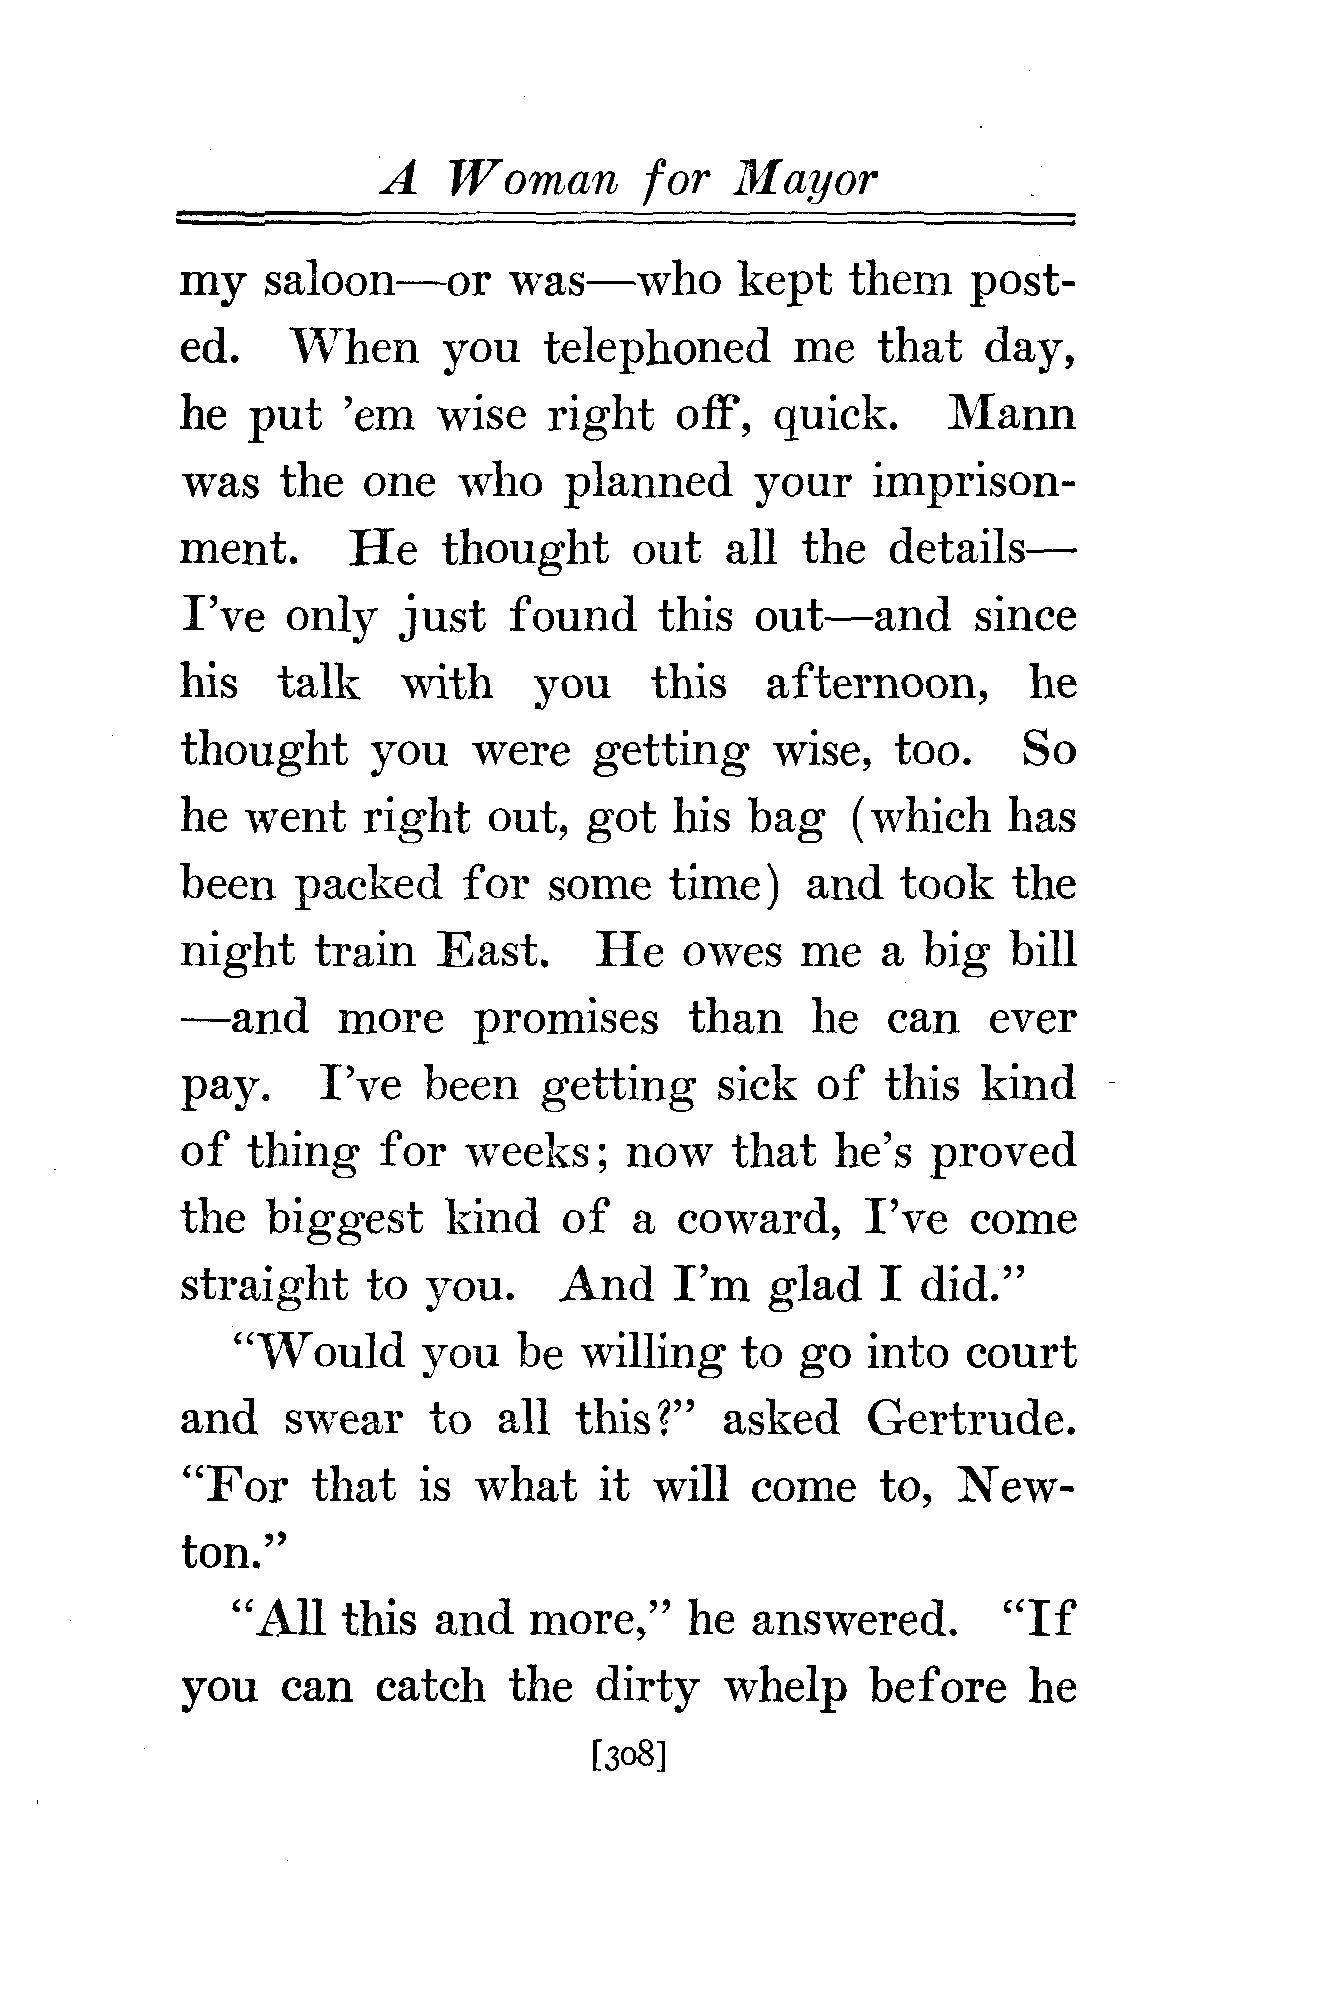 A Woman for Mayor
my saloon—or was—who kept them post-
ed. When you telephoned me that day,
he put ’em wise right off, quick. Mann
was the one who planned your imprison-
ment. He thought out all the details—
I’ve only just found this out—and since
his talk with you this afternoon, he
thought you were getting wise, too. So
he went right out, got his bag (which has
been packed for some time) and took the
night train East. He owes me a big bill
—and more promises than he can ever
pay. I’ve been getting sick of this kind
of thing for weeks; now that he’s proved
the biggest kind of a coward, I’ve come
straight to you. And I’m glad I did.”
“Would you be willing to go into court
and swear to all this?” asked Gertrude.
“For that is what it will come to, New-
ton.”
“All this and more,” he answered. “If
you can catch the dirty whelp before he
[308]